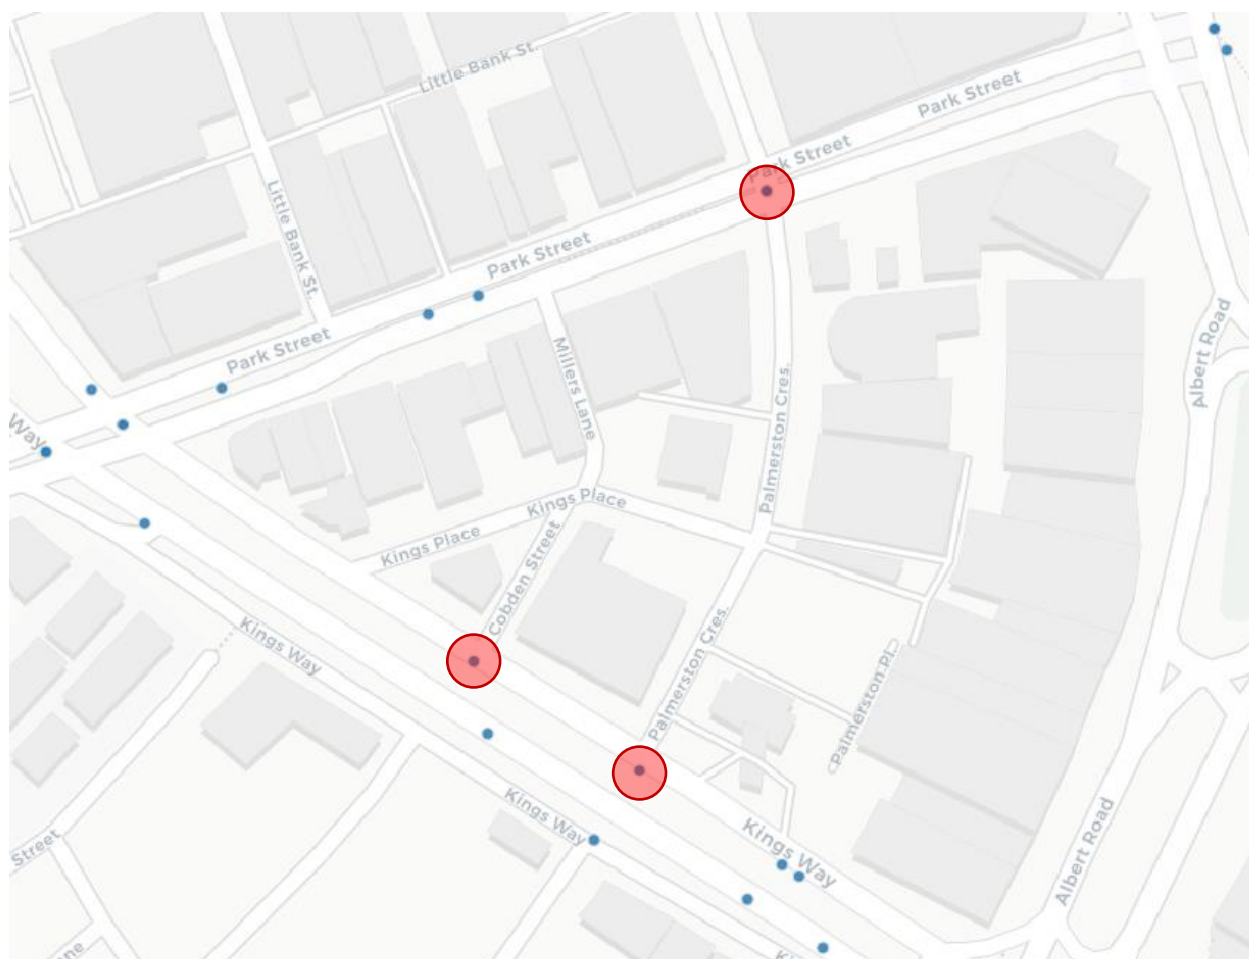 Little Bank St.
Park Street
Park Street
Little Bank St.
Park Street
Park Street
Albert Road
Way
Millers Lane
Palmerston Cres.
Kings Place
Kings Place
Cobden Street
Kings Way
Palmerston Cres.
Palmerston Pl.
Kings Way
Kings Way
Street
Albert Road
ne
Ki